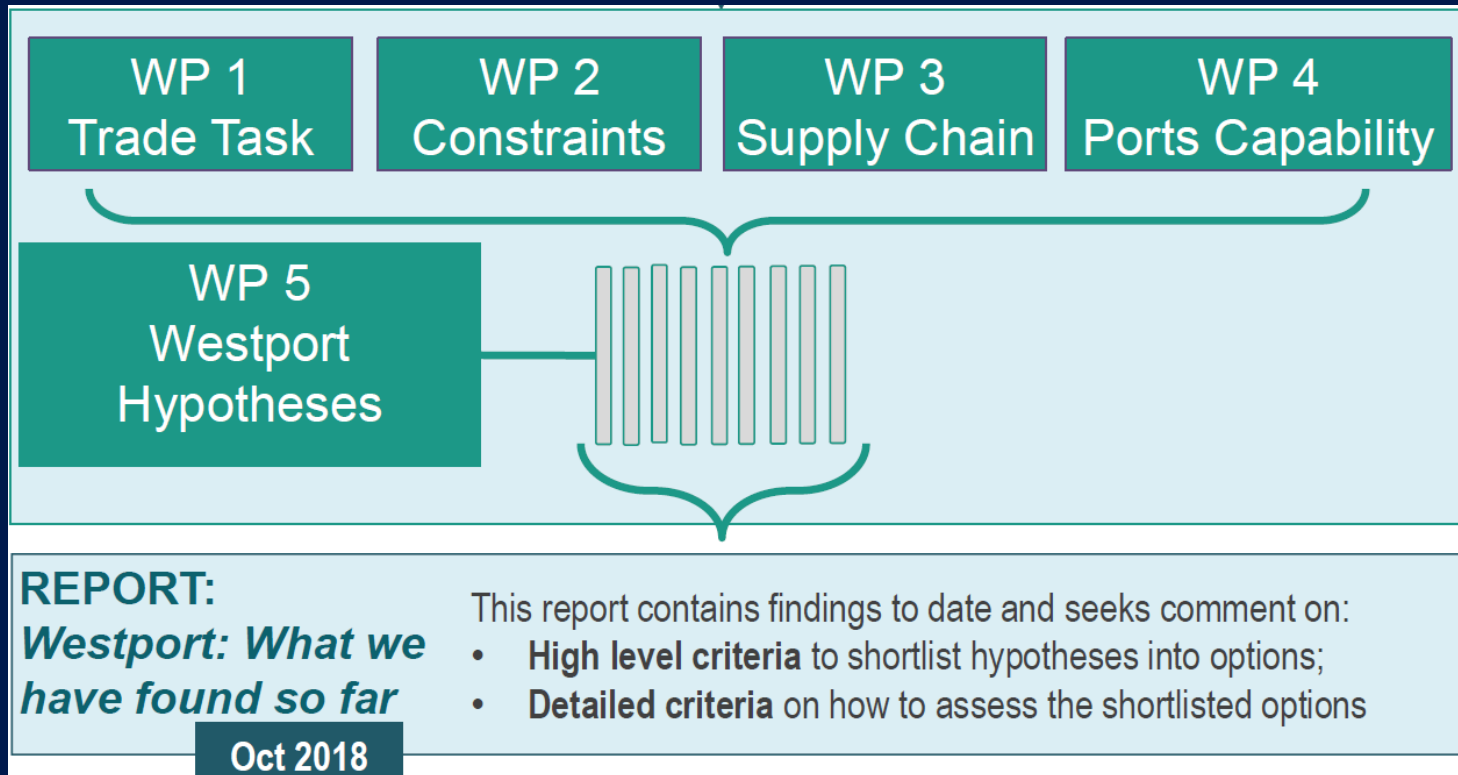 WP 1
Trade Task
WP 2
Constraints
WP 3
Supply Chain
WP 4
Ports Capability
WP 5
Westport
Hypotheses
REPORT:
Westport: What we
have found so far
Oct 2018
This report contains findings to date and seeks comment on:
• High level criteria to shortlist hypotheses into options;
• Detailed criteria on how to assess the shortlisted options